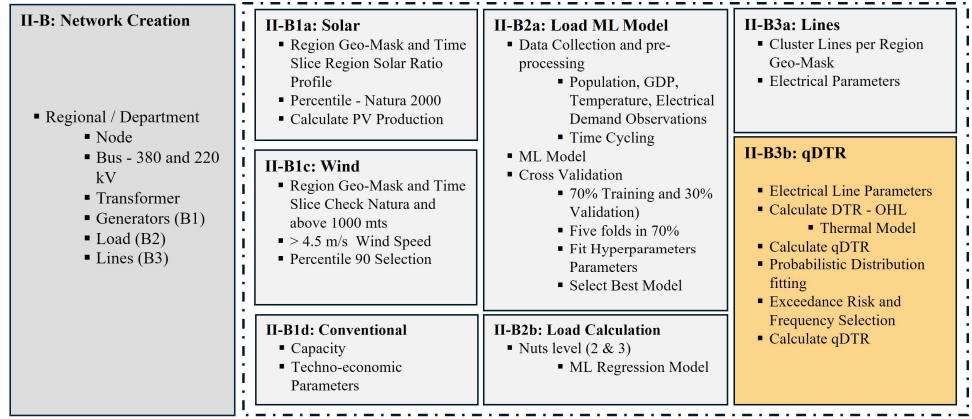 II-B: Network Creation
▪ Regional / Department
▪ Node
▪ Bus - 380 and 220
kV
▪ Transformer
▪ Generators (B1)
▪ Load (B2)
▪ Lines (B3)
II-B1a: Solar
▪ Region Geo-Mask and Time
Slice Region Solar Ratio
Profile
▪ Percentile - Natura 2000
▪ Calculate PV Production
II-B1c: Wind
▪ Region Geo-Mask and Time
Slice Check Natura and
above 1000 mts
▪ > 4.5 m/s Wind Speed
▪ Percentile 90 Selection
II-B1d: Conventional
▪ Capacity
▪ Techno-economic
Parameters
II-B2a: Load ML Model
▪ Data Collection and pre-
processing
▪ Population, GDP,
Temperature, Electrical
Demand Observations
▪ Time Cycling
▪ ML Model
▪ Cross Validation
▪ 70% Training and 30%
Validation)
▪ Five folds in 70%
▪ Fit Hyperparameters
Parameters
▪ Select Best Model
II-B2b: Load Calculation
▪ Nuts level (2 & 3)
▪ ML Regression Model
II-B3a: Lines
▪ Cluster Lines per Region
Geo-Mask
▪ Electrical Parameters
II-B3b: qDTR
▪ Electrical Line Parameters
▪ Calculate DTR - OHL
▪ Thermal Model
▪ Calculate qDTR
▪ Probabilistic Distribution
fitting
▪ Exceedance Risk and
Frequency Selection
▪ Calculate qDTR